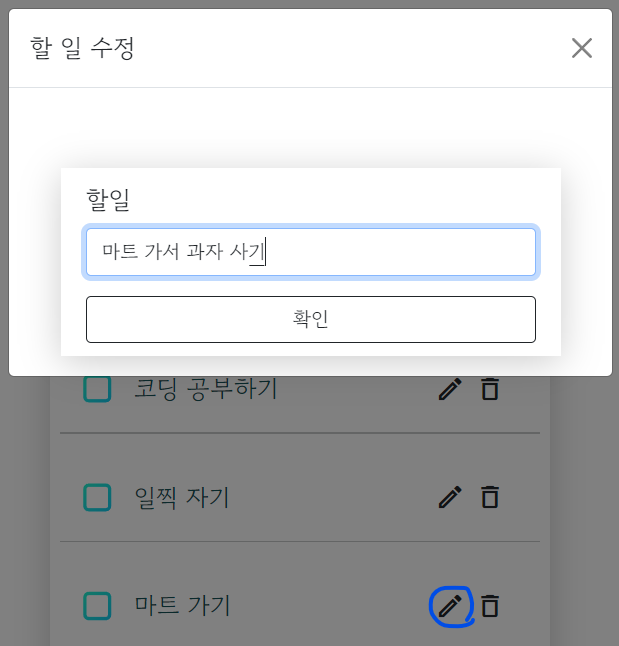 할 일 수정
할일
마트 가서 과자 사기
확인
코딩 공부하기
일찍 자기
마트 가기